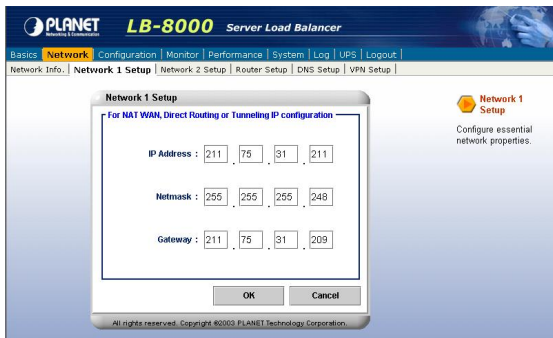 PLANET LB-8000 Server Load Balancer
Networking & Communication
Basics | Network | Configuration | Monitor | Performance | System | Log | UPS | Logout |
Network Info. | Network 1 Setup | Network 2 Setup | Router Setup | DNS Setup | VPN Setup |
Network 1 Setup
For NAT WAN, Direct Routing or Tunneling IP configuration
IP Address : 211 . 75 . 31 . 211
Netmask : 255 . 255 . 255 . 248
Gateway : 211 . 75 . 31 . 209
OK Cancel
All rights reserved. Copyright ©2003 PLANET Technology Corporation.
Network 1
Setup
Configure essential
network properties.